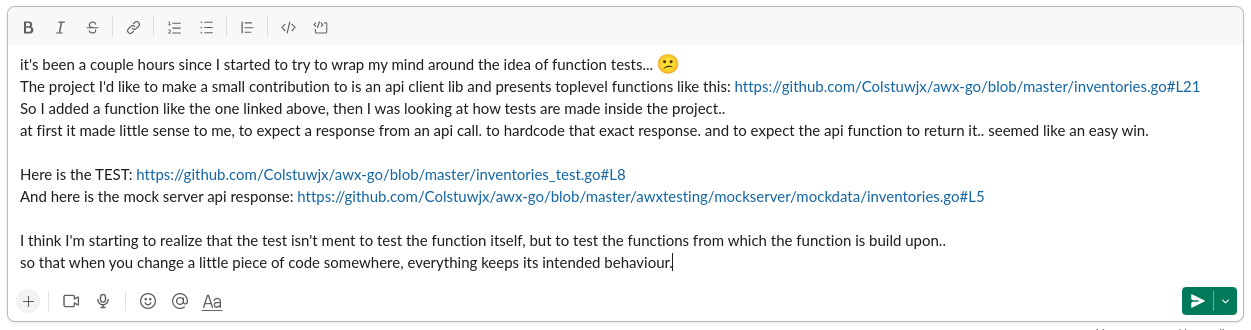 B I S
it's been a couple hours since I started to try to wrap my mind around the idea of function tests... 😕
The project I'd like to make a small contribution to is an api client lib and presents toplevel functions like this: https://github.com/Colstuwjx/awx-go/blob/master/inventories.go#L21
So I added a function like the one linked above, then I was looking at how tests are made inside the project..
at first it made little sense to me, to expect a response from an api call. to hardcode that exact response. and to expect the api function to return it.. seemed like an easy win.
Here is the TEST: https://github.com/Colstuwjx/awx-go/blob/master/inventories_test.go#L8
And here is the mock server api response: https://github.com/Colstuwjx/awx-go/blob/master/awxtesting/mockserver/mockdata/inventories.go#L5
I think I'm starting to realize that the test isn't ment to test the function itself, but to test the functions from which the function is build upon..
so that when you change a little piece of code somewhere, everything keeps its intended behaviour.
Aa